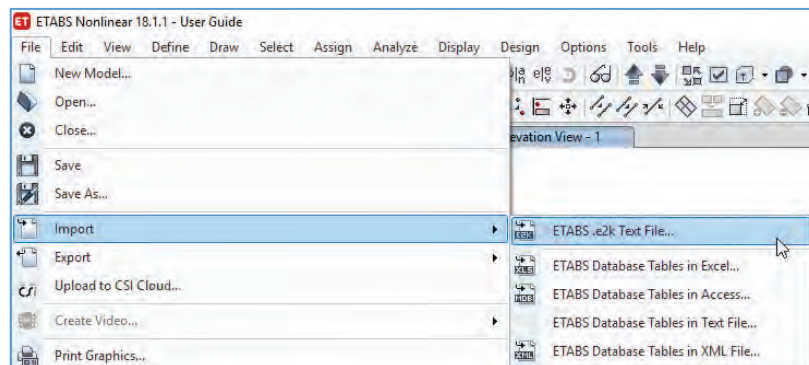 ETABS Nonlinear 18.1.1 - User Guide
File Edit View Define Draw Select Assign Analyze Display Design Options Tools Help
New Model...
Open...
Close...
evation View - 1
Save
Save As...
Import
ETABS .e2k Text File...
Export
ETABS Database Tables in Excel...
Upload to CSI Cloud...
ETABS Database Tables in Access...
Create Video...
ETABS Database Tables in Text File...
Print Graphics...
ETABS Database Tables in XML File...